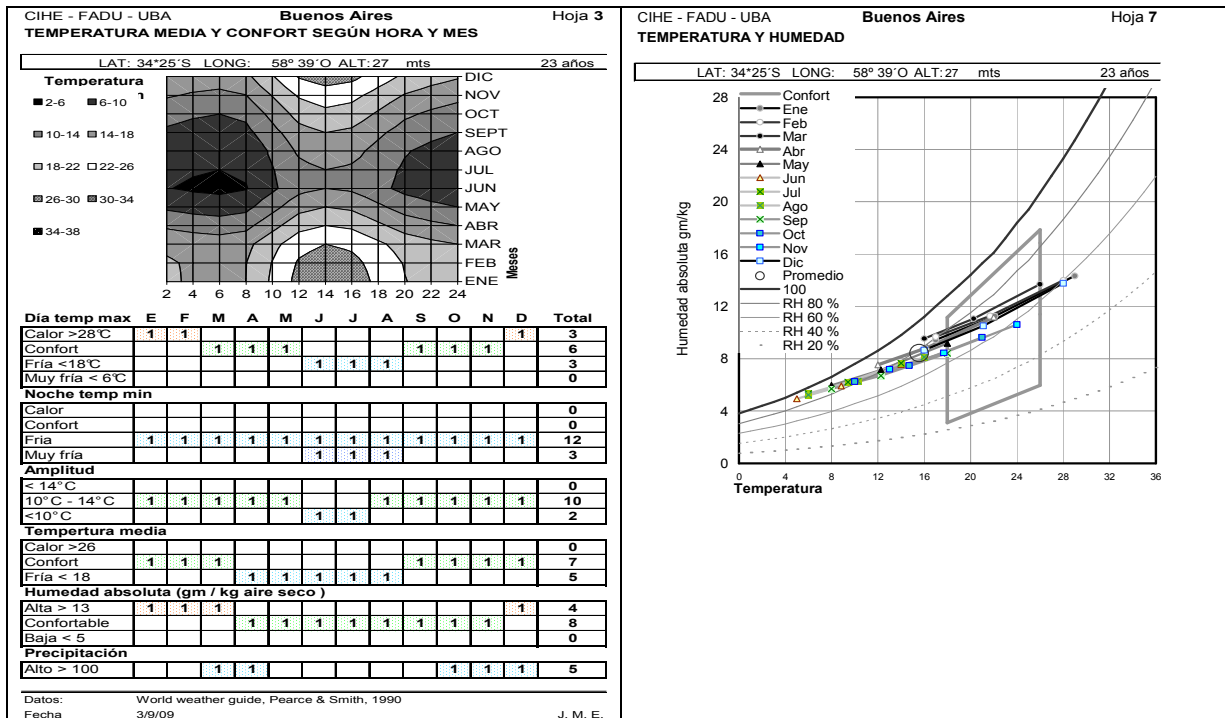 CIHE - FADU - UBA Buenos Aires Hoja 3
TEMPERATURA MEDIA Y CONFORT SEGÚN HORA Y MES
LAT: 34*25´S LONG: 58º 39´O ALT: 27 mts 23 años
Temperatura
n
2-6 6-10
10-14 14-18
18-22 22-26
26-30 30-34
34-38
DIC
NOV
OCT
SEPT
AGO
JUL
JUN
MAY
ABR
MAR
FEB
ENE
Meses
2 4 6 8 10 12 14 16 18 20 22 24
Día temp max E F M A M J J A S O N D Total
Calor >28°C 1 1 1 3
Confort 1 1 1 1 1 1 6
Fría <18°C 1 1 1 3
Muy fría < 6°C 0
Noche temp min
Calor 0
Confort 0
Fria 1 1 1 1 1 1 1 1 1 1 1 1 12
Muy fría 1 1 1 3
Amplitud
< 14°C 0
10°C - 14°C 1 1 1 1 1 1 1 1 1 1 10
<10°C 1 1 2
Tempertura media
Calor >26 0
Confort 1 1 1 1 1 1 1 7
Fría < 18 1 1 1 1 1 5
Humedad absoluta (gm / kg aire seco )
Alta > 13 1 1 1 1 4
Confortable 1 1 1 1 1 1 1 1 8
Baja < 5 0
Precipitación
Alto > 100 1 1 1 1 1 5
Datos: World weather guide, Pearce & Smith, 1990
Fecha 3/9/09 J. M. E.
CIHE - FADU - UBA Buenos Aires Hoja 7
TEMPERATURA Y HUMEDAD
LAT: 34*25´S LONG: 58º 39´O ALT: 27 mts 23 años
Confort
Ene
Feb
Mar
Abr
May
Jun
Jul
Ago
Sep
Oct
Nov
Dic
Promedio
100
RH 80 %
RH 60 %
RH 40 %
RH 20 %
Humedad absoluta gm/kg
28
24
20
16
12
8
4
0
0 4 8 12 16 20 24 28 32 36
Temperatura